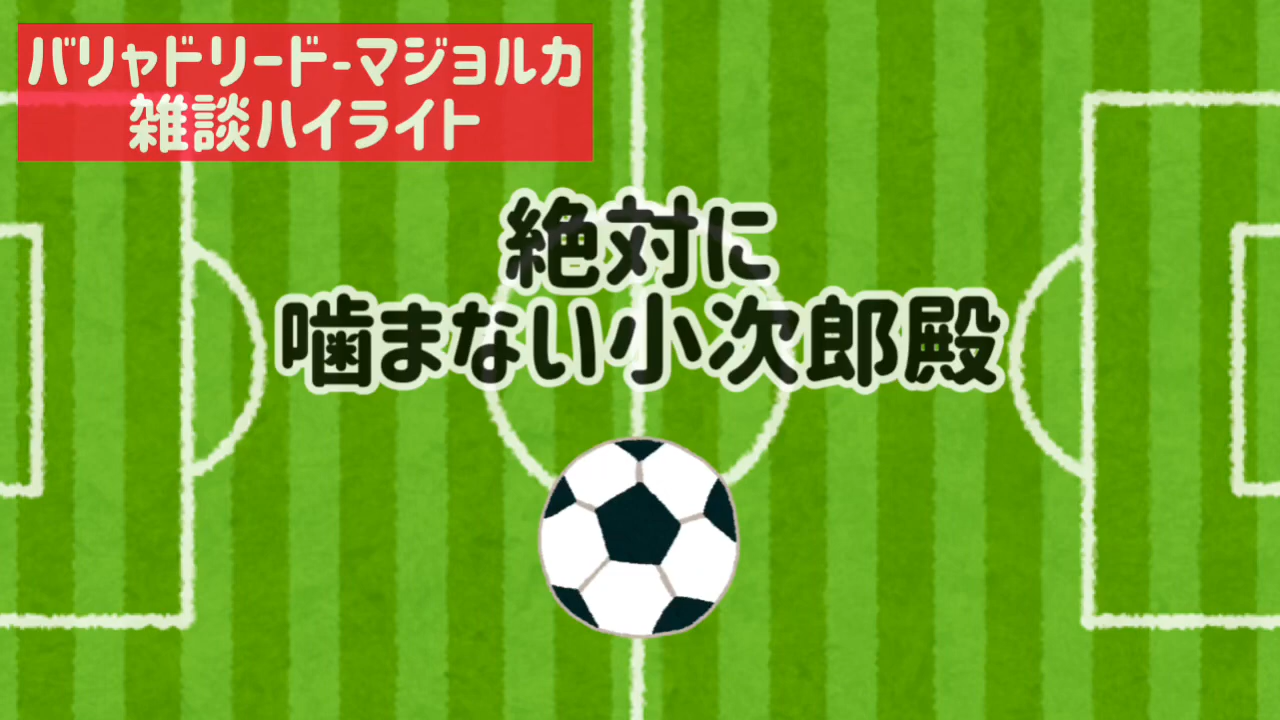 バリャドリード-マジョルカ
雑談ハイライト
絶対に
噛まない小次郎殿